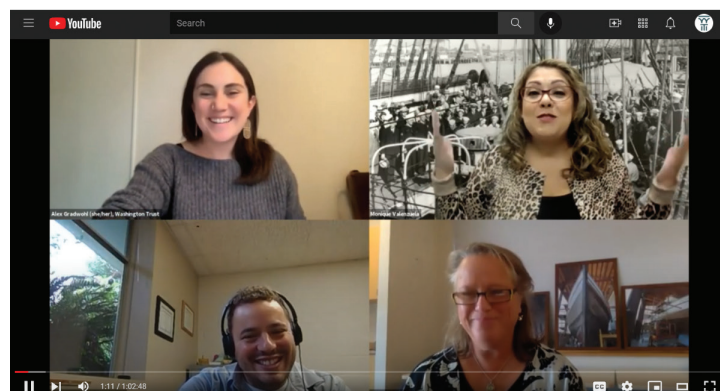 YouTube
Search
Alex Gradwohl (she/her), Washington Trust
Monique Valenzuela
1:11 / 1:02:48
CC